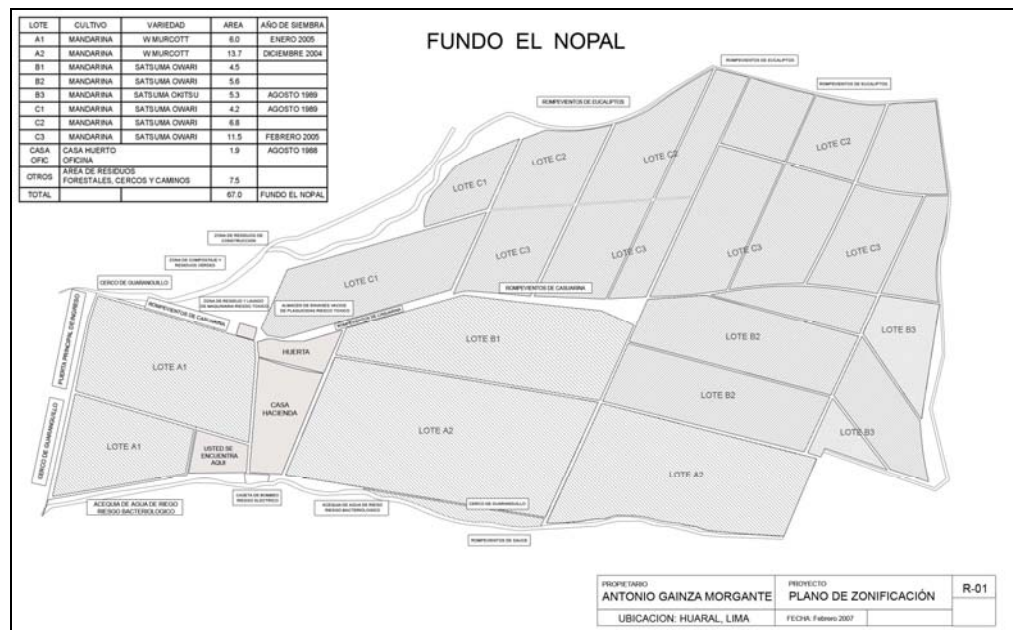 FUNDO EL NOPAL
LOTE CULTIVO VARIEDAD AREA AÑO DE SIEMBRA
A1 MANDARINA W MURCOTT 6.0 ENERO 2005
A2 MANDARINA W MURCOTT 13.7 DICIEMBRE 2004
B1 MANDARINA SATSUMA OWARI 4.5
B2 MANDARINA SATSUMA OWARI 5.6
B3 MANDARINA SATSUMA OKITSU 5.3 AGOSTO 1989
C1 MANDARINA SATSUMA OWARI 4.2 AGOSTO 1989
C2 MANDARINA SATSUMA OWARI 6.8
C3 MANDARINA SATSUMA OWARI 11.5 FEBRERO 2005
CASA OFIC CASA HUERTO OFICINA 1.9 AGOSTO 1988
OTROS AREA DE RESIDUOS FORESTALES, CERCOS Y CAMINOS 7.5
TOTAL 67.0 FUNDO EL NOPAL
ROMPEVIENTOS DE EUCALIPTOS
ROMPEVIENTOS DE EUCALIPTOS
ROMPEVIENTOS DE EUCALIPTOS
LOTE C2
LOTE C2
LOTE C2
LOTE C1
LOTE C3
LOTE C3
LOTE C3
LOTE C3
ZONA DE RESIDUOS DE
CONSTRUCCION
ZONA DE COMPOSTAJE Y
RESIDUOS
CERCO DE GUARANGUILLO
LOTE C1
ROMPEVIENTOS DE CASUARINA
ZONA DE RESIDUO Y LAVADO
DE MAQUINARIA RIESGO TOXICO
ALMACEN DE ENVASES VACIOS
DE PLAGUICIDAS RIESGO TOXICO
ROMPEVIENTOS DE CASUARINA
ROMPEVIENTOS DE CASUARINA
PUERTA PRINCIPAL DE INGRESO
LOTE A1
HUERTA
LOTE B1
LOTE B2
LOTE B3
CASA
HACIENDA
LOTE B2
CERCO DE GUARANGUILLO
LOTE A1
USTED SE
ENCUENTRA
AQUI
LOTE A2
LOTE B3
LOTE A2
ACEQUIA DE AGUA DE RIEGO
RIESGO BACTERIOLOGICO
CASETA DE BOMBEO
RIESGO ELECTRICO
ACEQUIA DE AGUA DE RIEGO
RIESGO BACTERIOLOGICO
CERCO DE GUARANGUILLO
ROMPEVIENTOS DE SAUCE
PROPIETARIO
ANTONIO GAINZA MORGANTE
PROYECTO
PLANO DE ZONIFICACIÓN
R-01
UBICACION: HUARAL, LIMA
FECHA: Febrero 2007